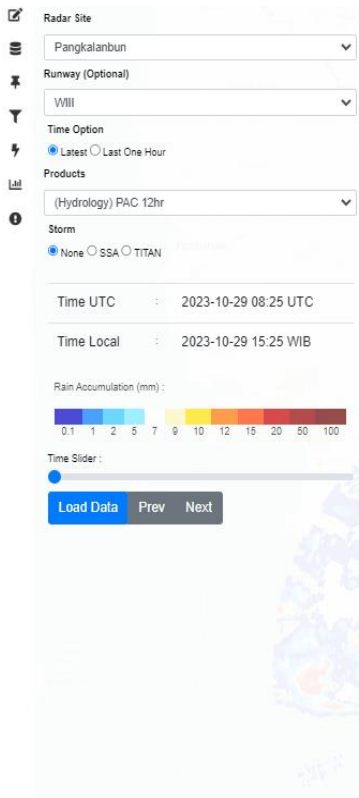 Radar Site
Pangkalanbun
Runway (Optional)
WIII
Time Option
Latest Last One Hour
Products
(Hydrology) PAC 12hr
Storm
None SSA TITAN
Time UTC : 2023-10-29 08:25 UTC
Time Local : 2023-10-29 15:25 WIB
Rain Accumulation (mm) :
0.1 1 2 5 7 9 10 12 15 20 50 100
Time Slider :
Load Data Prev Next